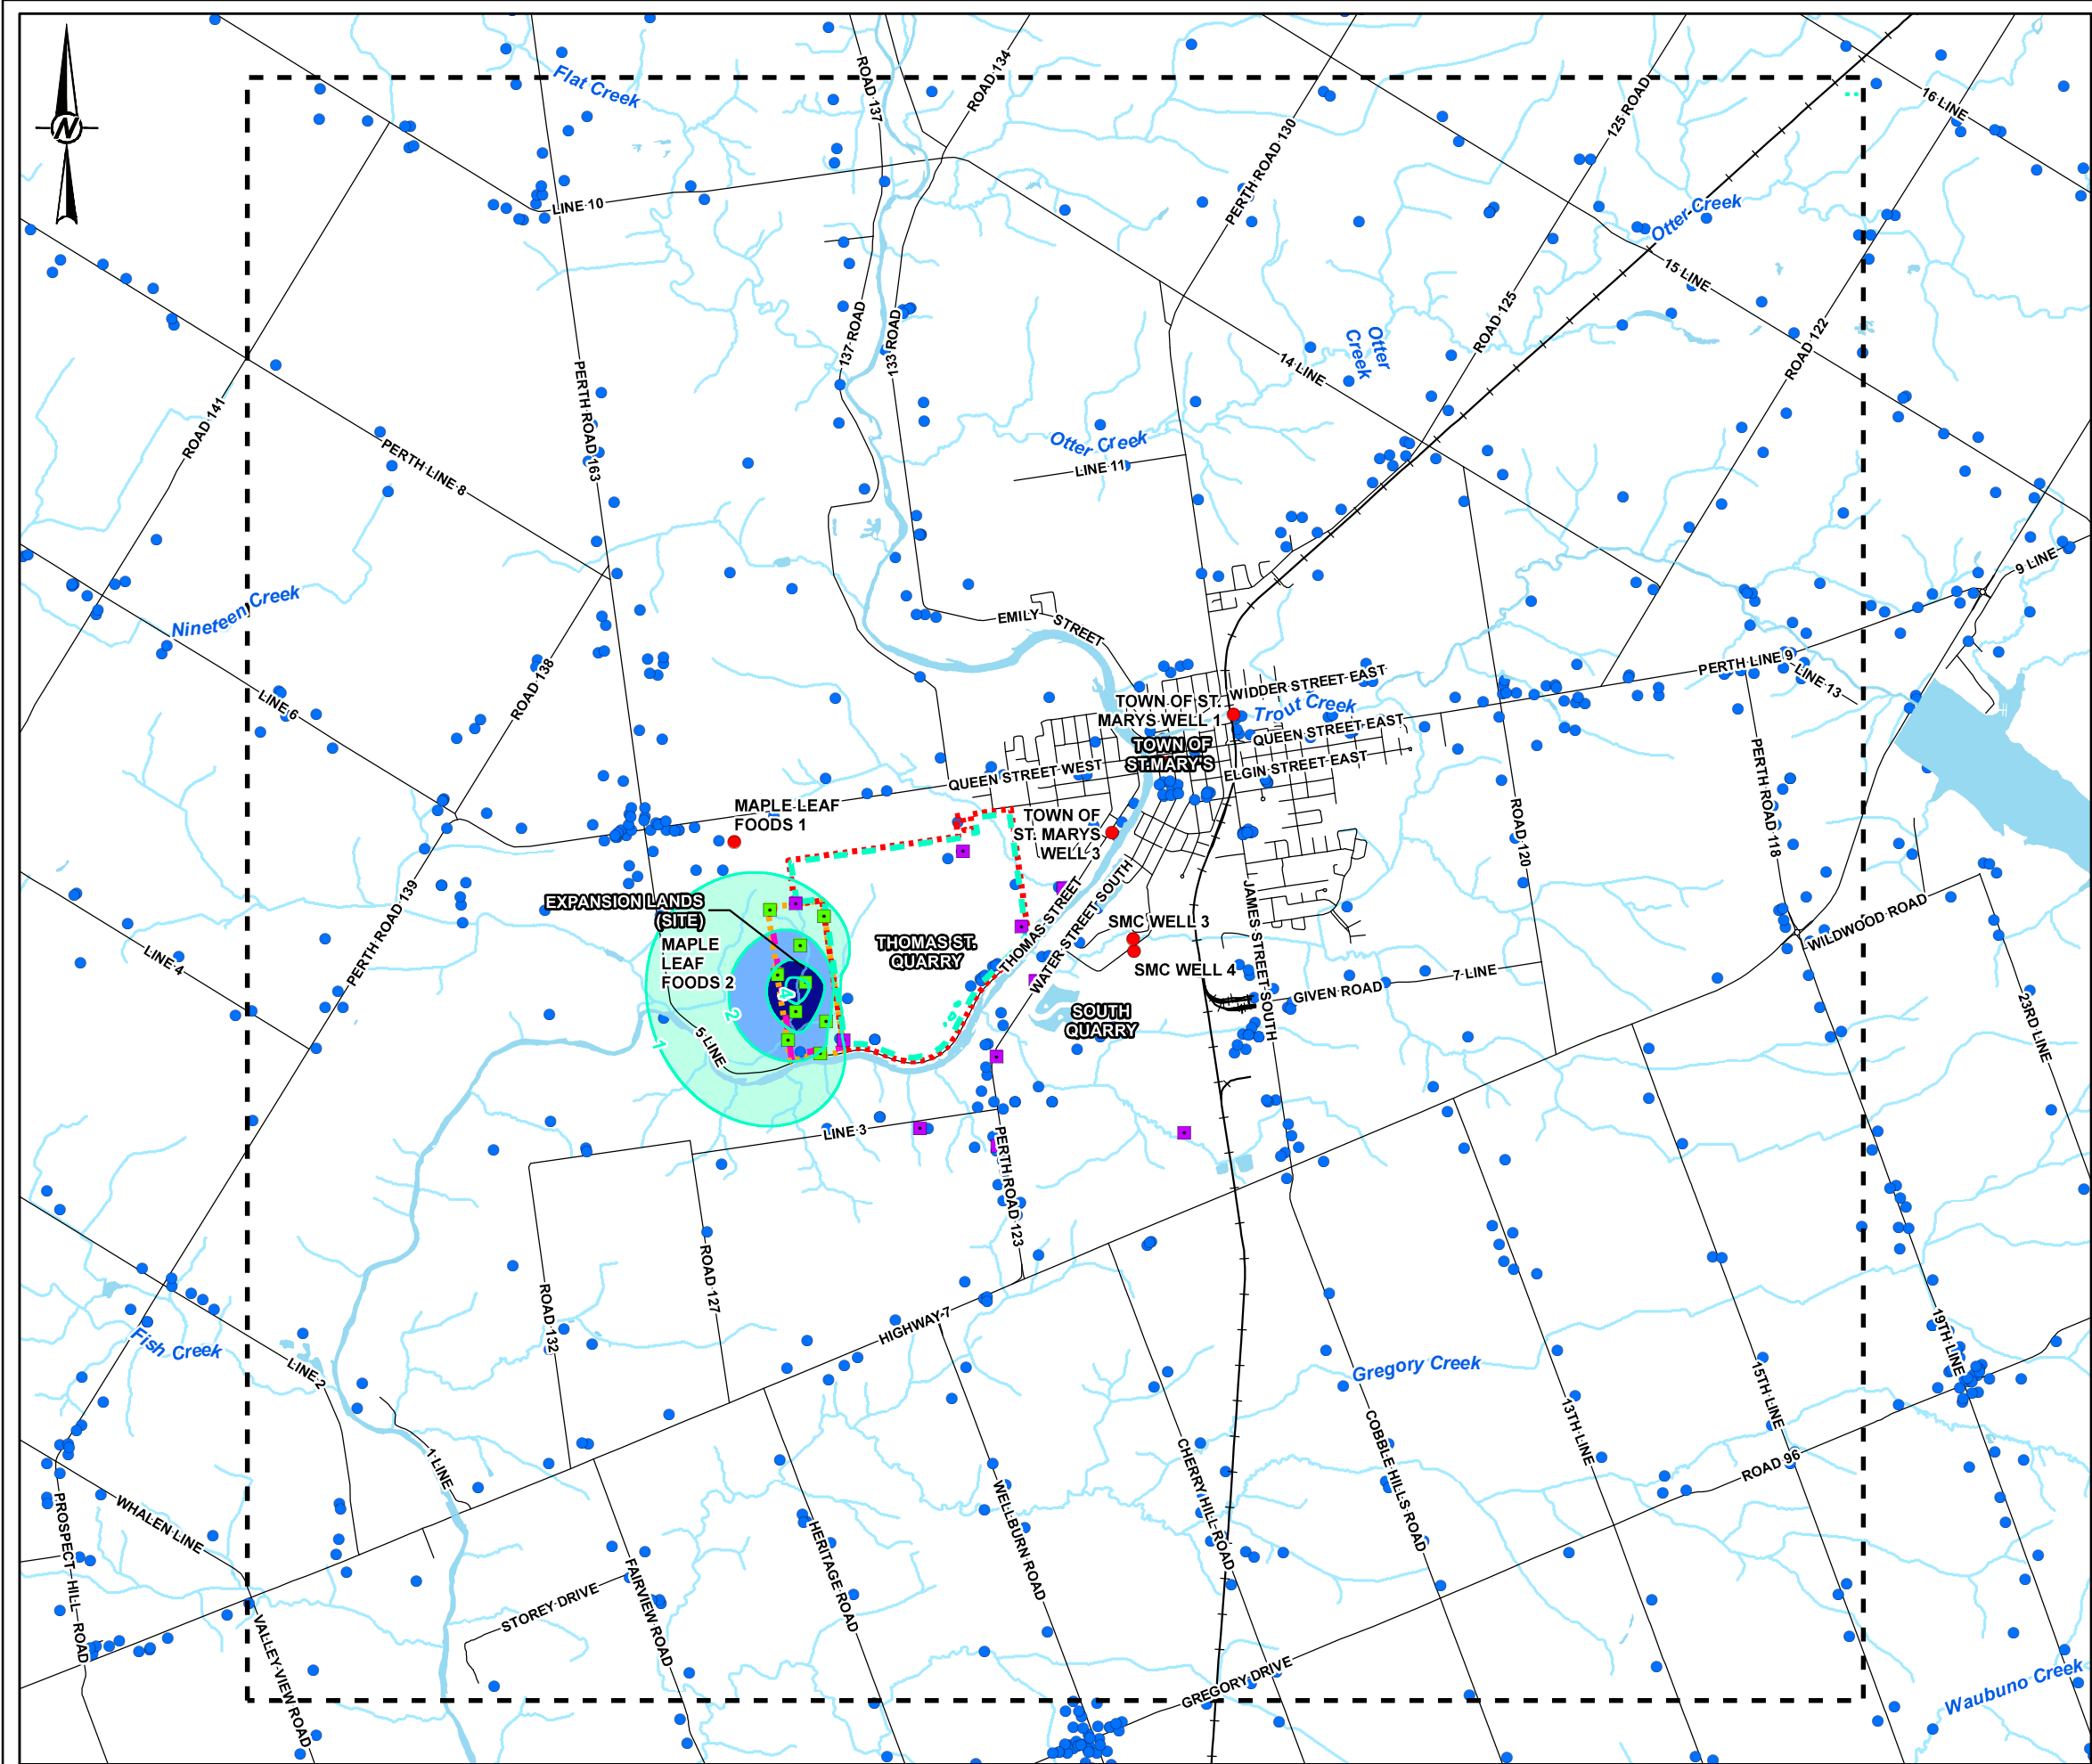 N
Flat Creek
ROAD 137
ROAD 134
PERTH ROAD 130
125 ROAD
16 LINE
LINE 10
Otter Creek
15 LINE
137 ROAD
133 ROAD
Otter
Creek
ROAD 125
ROAD 122
14 LINE
PERTH ROAD 163
ROAD 141
PERTH LINE 8
Otter Creek
LINE 11
9 LINE
Nineteen Creek
EMILY STREET
ROAD 138
LINE 6
PERTH LINE 9
LINE 13
WIDDER STREET EAST
TOWN OF ST.
MARYS WELL 1
Trout Creek
QUEEN STREET EAST
TOWN OF
ST.MARY'S
ELGIN STREET EAST
QUEEN STREET WEST
MAPLE LEAF
FOODS 1
TOWN OF
ST. MARYS
WELL 3
ROAD 120
PERTH ROAD 118
EXPANSION LANDS
(SITE)
MAPLE
LEAF
FOODS 2
THOMAS ST.
QUARRY
THOMAS STREET
WATER STREET SOUTH
SMC WELL 3
SMC WELL 4
JAMES STREET SOUTH
WILDWOOD ROAD
PERTH ROAD 139
LINE 4
7 LINE
GIVEN ROAD
SOUTH
QUARRY
23RD LINE
4
2
1
5 LINE
LINE 3
PERTH ROAD 123
ROAD 127
ROAD 132
HIGHWAY 7
Fish Creek
LINE 2
Gregory Creek
19TH LINE
15TH LINE
13TH LINE
COBBLE HILLS ROAD
CHERRY HILL ROAD
ROAD 96
1 LINE
WHALEN LINE
PROSPECT HILL ROAD
WELLBURN ROAD
HERITAGE ROAD
FAIRVIEW ROAD
STOREY DRIVE
VALLEY VIEW ROAD
GREGORY DRIVE
Waubuno Creek